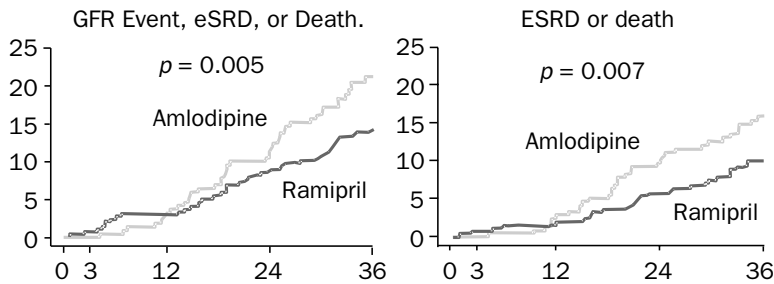 GFR Event, eSRD, or Death.
25
20
15
10
5
0
p = 0.005
Amlodipine
Ramipril
0 3 12 24 36
ESRD or death
25
20
15
10
5
0
p = 0.007
Amlodipine
Ramipril
0 3 12 24 36